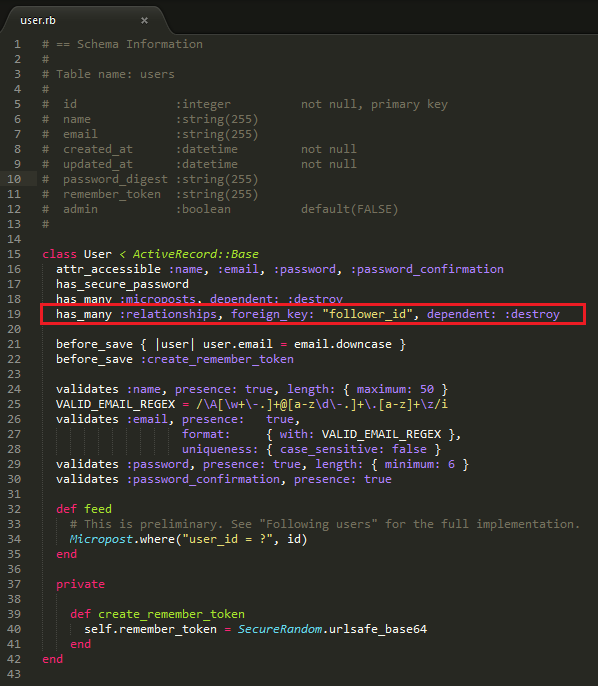 user.rb ×
1 # == Schema Information
2 #
3 # Table name: users
4 #
5 #  id              :integer          not null, primary key
6 #  name            :string(255)
7 #  email           :string(255)
8 #  created_at      :datetime         not null
9 #  updated_at      :datetime         not null
10 #  password_digest :string(255)
11 #  remember_token  :string(255)
12 #  admin           :boolean          default(FALSE)
13 #
14
15 class User < ActiveRecord::Base
16   attr_accessible :name, :email, :password, :password_confirmation
17   has_secure_password
18   has_many :microposts, dependent: :destroy
19   has_many :relationships, foreign_key: "follower_id", dependent: :destroy
20
21   before_save { |user| user.email = email.downcase }
22   before_save :create_remember_token
23
24   validates :name, presence: true, length: { maximum: 50 }
25   VALID_EMAIL_REGEX = /\A[\w+\-.]+@[a-z\d\-.]+\.[a-z]+\z/i
26   validates :email, presence:   true,
27                     format:     { with: VALID_EMAIL_REGEX },
28                     uniqueness: { case_sensitive: false }
29   validates :password, presence: true, length: { minimum: 6 }
30   validates :password_confirmation, presence: true
31
32   def feed
33     # This is preliminary. See "Following users" for the full implementation.
34     Micropost.where("user_id = ?", id)
35   end
36
37   private
38
39     def create_remember_token
40       self.remember_token = SecureRandom.urlsafe_base64
41     end
42 end
43